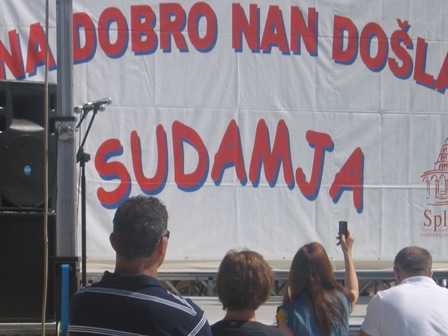 NA DOBRO NAN DOŠLA
SUDAMJA
Spl